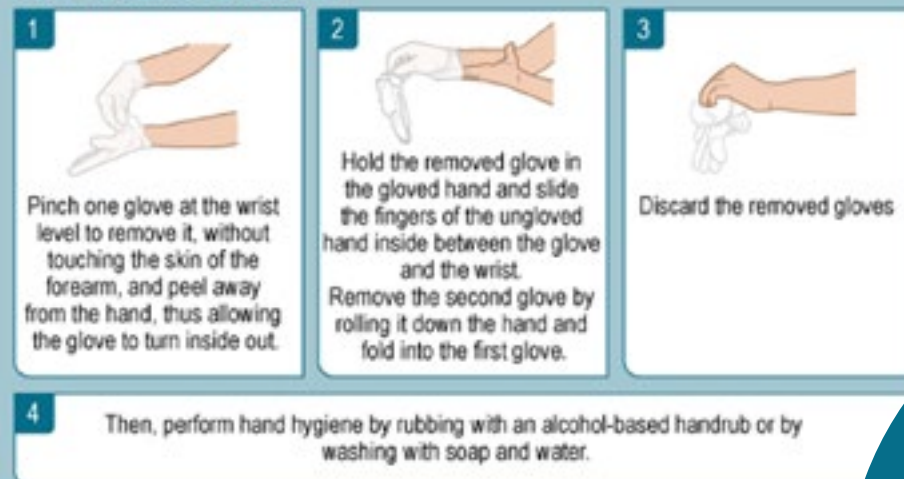 1
Pinch one glove at the wrist
level to remove it, without
touching the skin of the
forearm, and peel away
from the hand, thus allowing
the glove to turn inside out.
2
Hold the removed glove in
the gloved hand and slide
the fingers of the ungloved
hand inside between the glove
and the wrist.
Remove the second glove by
rolling it down the hand and
fold into the first glove.
3
Discard the removed gloves
4
Then, perform hand hygiene by rubbing with an alcohol-based handrub or by
washing with soap and water.